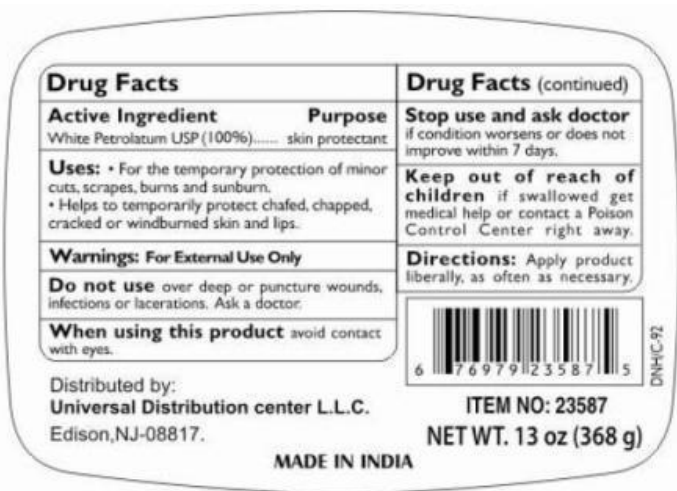 Drug Facts
Active Ingredient Purpose
White Petrolatum USP (100%)...... skin protectant
Uses: • For the temporary protection of minor
cuts, scrapes, burns and sunburn.
• Helps to temporarily protect chafed, chapped,
cracked or windburned skin and lips.
Warnings: For External Use Only
Do not use over deep or puncture wounds,
infections or lacerations. Ask a doctor.
When using this product avoid contact
with eyes.
Drug Facts (continued)
Stop use and ask doctor
if condition worsens or does not
improve within 7 days.
Keep out of reach of
children if swallowed get
medical help or contact a Poison
Control Center right away.
Directions: Apply product
liberally, as often as necessary.
6 76979 23587 5
DNH/C-92
Distributed by:
Universal Distribution center L.L.C.
Edison,NJ-08817.
ITEM NO: 23587
NET WT. 13 oz (368 g)
MADE IN INDIA